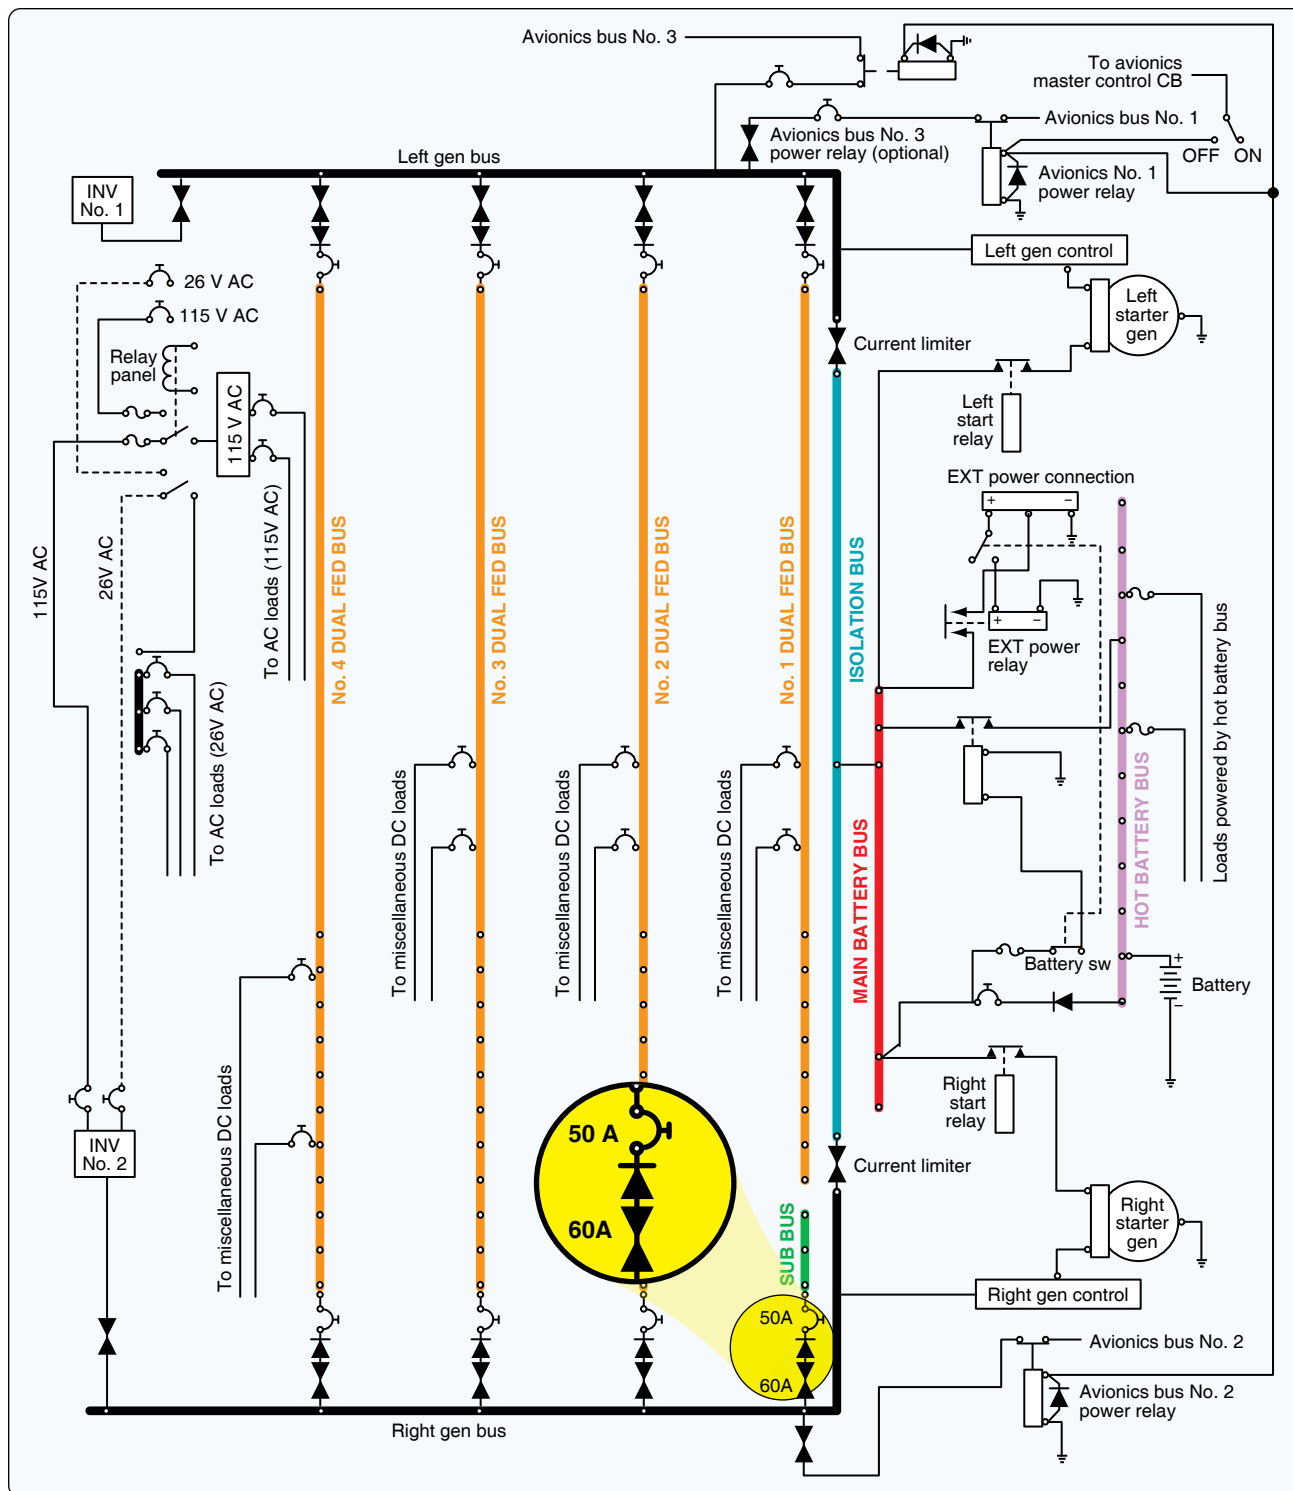 Avionics bus No. 3
To avionics
master control CB
Avionics bus No. 1
Avionics bus No. 3
power relay (optional)
OFF
ON
Left gen bus
INV
No. 1
Avionics No. 1
power relay
Left gen control
26 V AC
115 V AC
Left
starter
gen
Current limiter
Relay
panel
115 V AC
Left
start
relay
EXT power connection
+
−
115V AC
26V AC
To AC loads (115V AC)
No. 4 DUAL FED BUS
No. 3 DUAL FED BUS
No. 2 DUAL FED BUS
No. 1 DUAL FED BUS
ISOLATION BUS
+
−
EXT power
relay
Loads powered by hot battery bus
To AC loads (26V AC)
To miscellaneous DC loads
To miscellaneous DC loads
To miscellaneous DC loads
MAIN BATTERY BUS
HOT BATTERY BUS
Battery sw
+
−
Battery
To miscellaneous DC loads
Right
start
relay
INV
No. 2
50 A
60A
Current limiter
SUB BUS
Right
starter
gen
Right gen control
50A
60A
Avionics bus No. 2
Avionics bus No. 2
power relay
Right gen bus